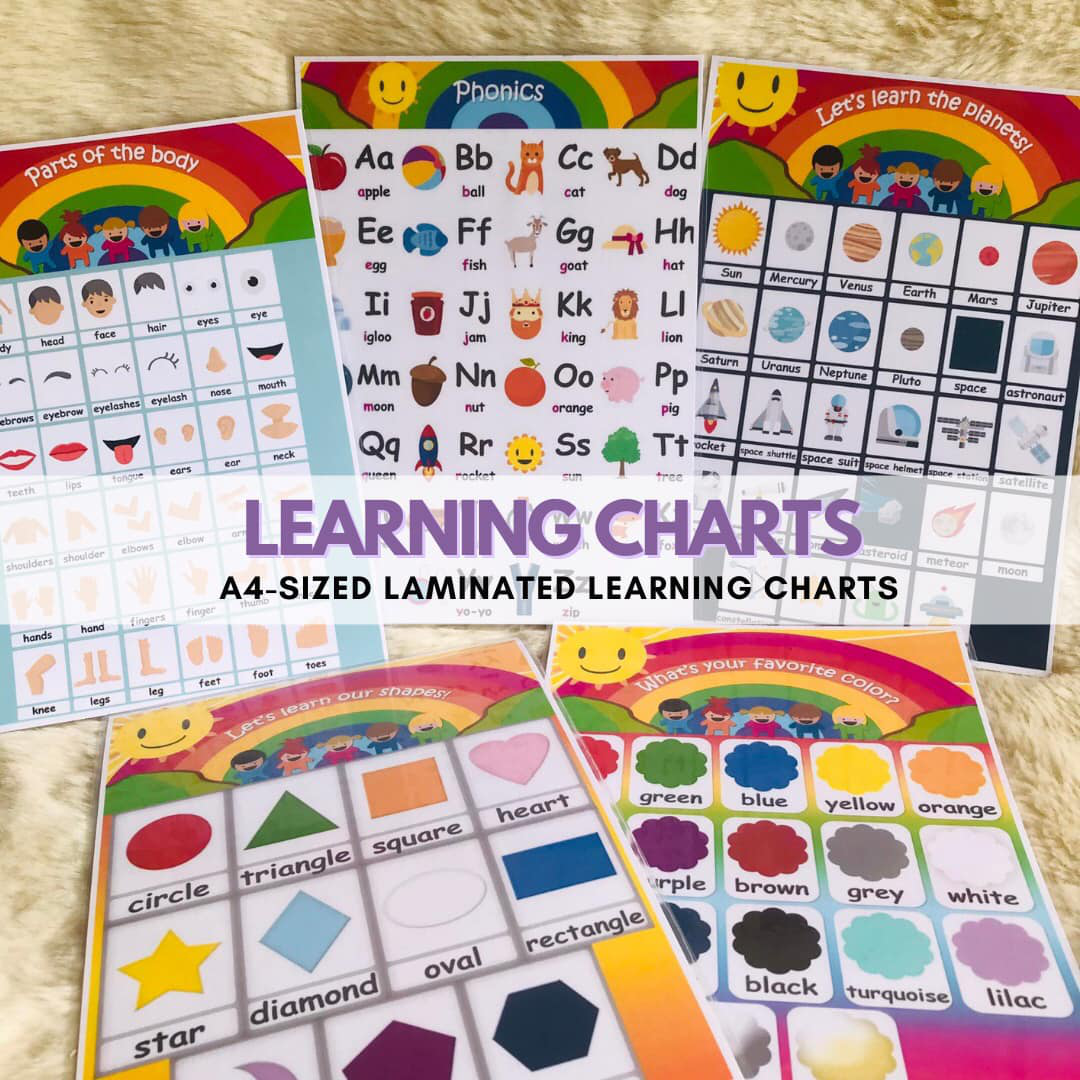 Parts of the body
head face hair eyes eye
eyebrow eyelashes eyelash nose mouth
teeth lips tongue ears ear neck
shoulders shoulder elbows elbow
hands hand fingers finger thumb
knee legs leg feet foot toes
Phonics
Aa Bb Cc Dd
apple ball cat dog
Ee Ff Gg Hh
egg fish goat hat
Ii Jj Kk Ll
igloo jam king lion
Mm Nn Oo Pp
moon nut orange pig
Qq Rr Ss Tt
queen rocket sun tree
Zz
yo-yo zip
Let's learn the planets!
Sun Mercury Venus Earth Mars Jupiter
Saturn Uranus Neptune Pluto space astronaut
space shuttle space suit space helmet space station satellite
asteroid meteor moon
LEARNING CHARTS
A4-SIZED LAMINATED LEARNING CHARTS
Let's learn our shapes!
circle triangle square heart
star diamond oval rectangle
What's your favorite color?
green blue yellow orange
brown grey white
black turquoise lilac